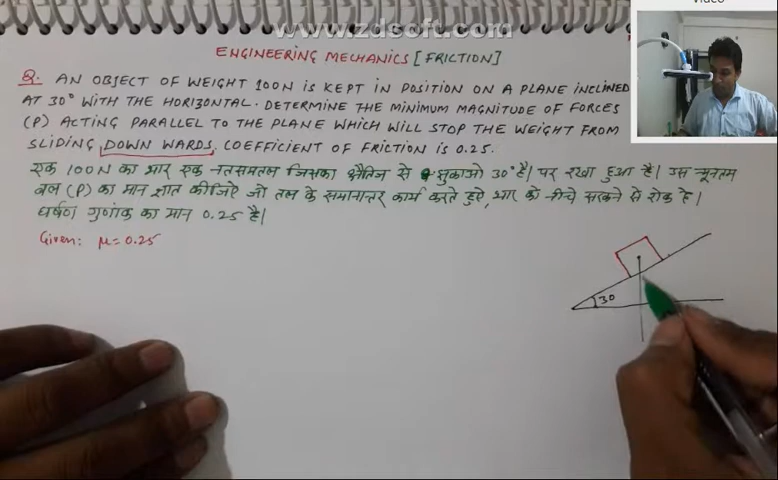 Video
www.zdsoft.com
ENGINEERING MECHANICS [FRICTION]
Q. AN OBJECT OF WEIGHT 100N IS KEPT IN POSITION ON A PLANE INCLINED
AT 30° WITH THE HORIZONTAL. DETERMINE THE MINIMUM MAGNITUDE OF FORCES
(P) ACTING PARALLEL TO THE PLANE WHICH WILL STOP THE WEIGHT FROM
SLIDING DOWN WARDS. COEFFICIENT OF FRICTION IS 0.25.
एक 100N का भार एक नतसमतल जिसका क्षैतिज से झुकाओ 30° है। पर रखा हुआ है। उस न्यूनतम
बल (P) का मान ज्ञात कीजिए जो तल के समानान्तर कार्य करते हुऐ, भार को नीचे सरकने से रोक दे।
घर्षण गुणांक का मान 0.25 है।
Given: μ= 0.25
30